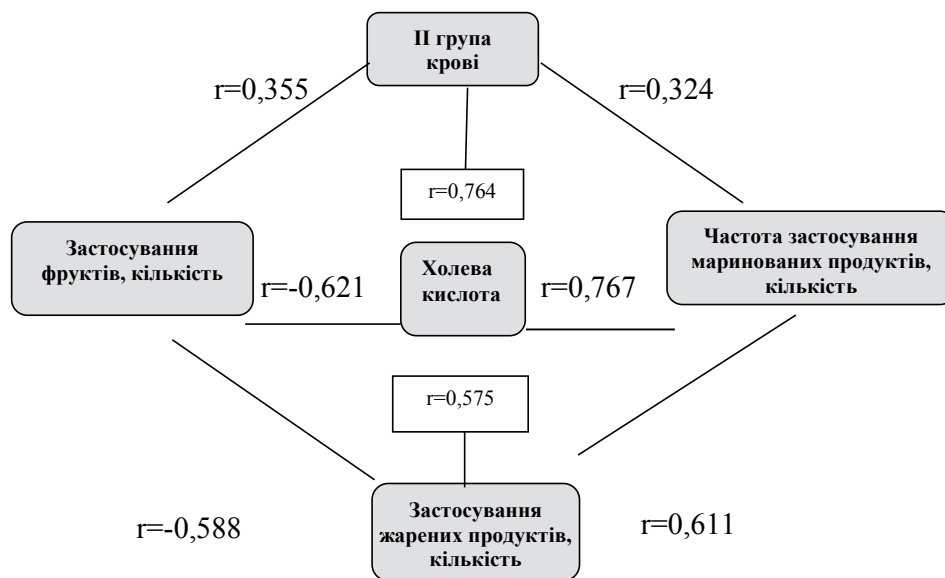 ІІ група
крові
r=0,355
r=0,324
r=0,764
Застосування
фруктів, кількість
r=-0,621
Холева
кислота
r=0,767
Частота застосування
маринованих продуктів,
кількість
r=0,575
r=-0,588
Застосування
жарених продуктів,
кількість
r=0,611